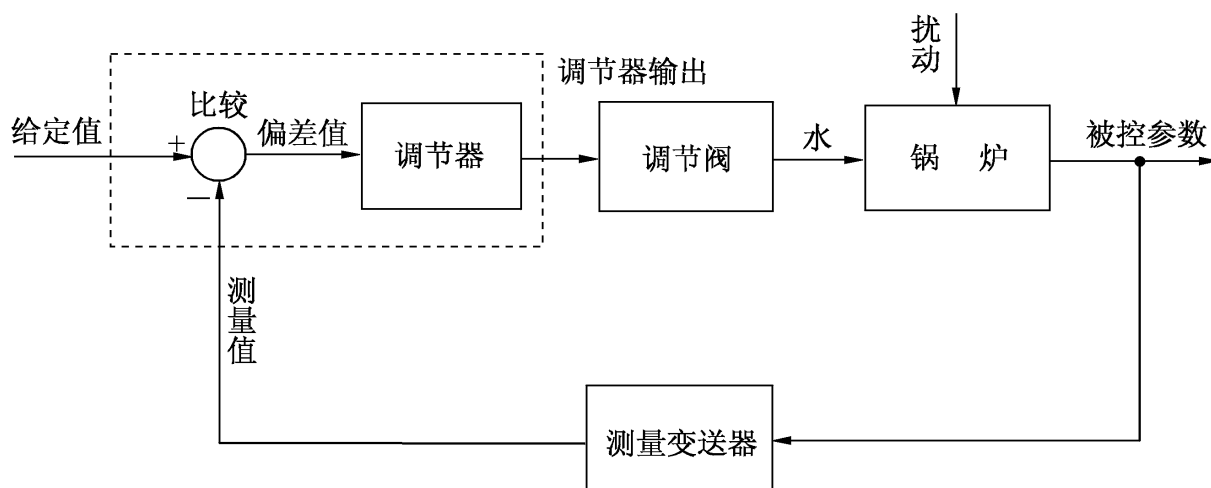 扰动
调节器输出
比较
给定值
+
偏差值
调节器
调节阀
水
锅 炉
被控参数
—
测量值
测量变送器